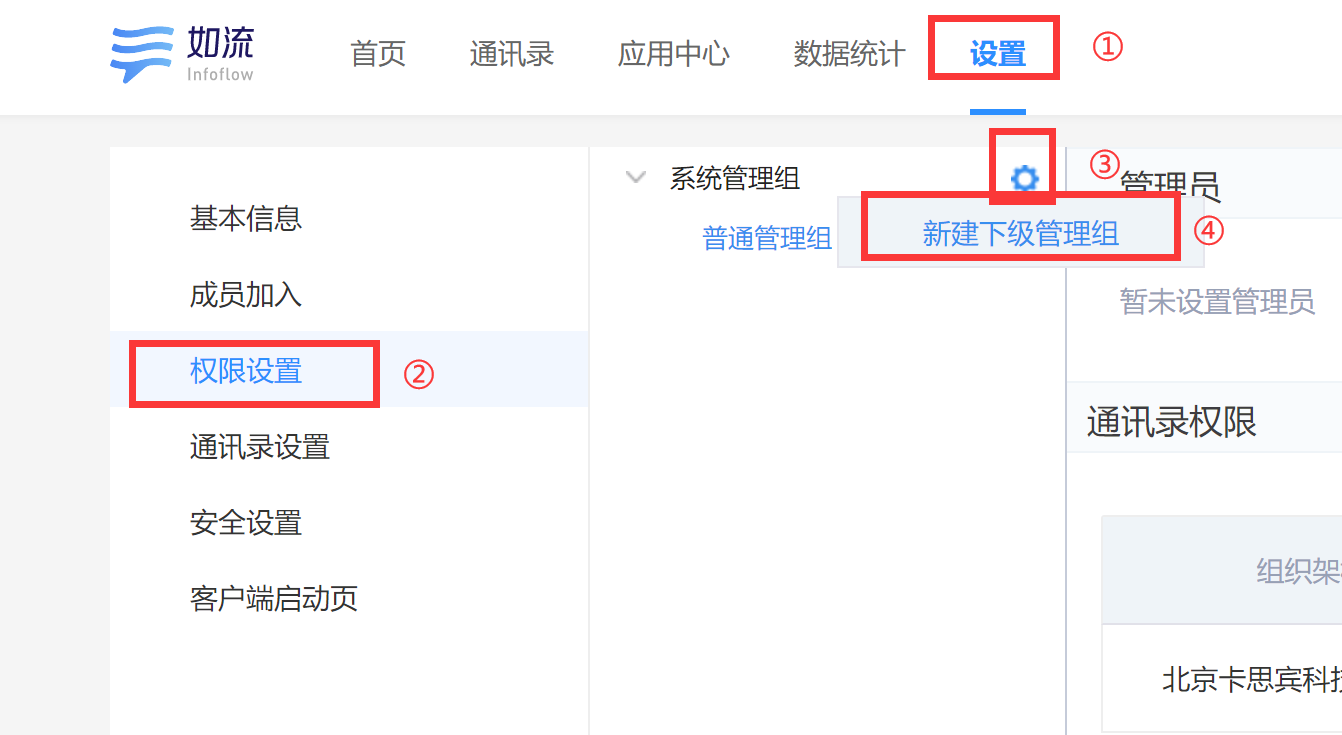 如流
Infoflow
首页
通讯录
应用中心
数据统计
设置
①
基本信息
成员加入
权限设置
②
通讯录设置
安全设置
客户端启动页
系统管理组
③
普通管理组
新建下级管理组
④
管理员
暂未设置管理员
通讯录权限
组织架
北京卡思宾科技